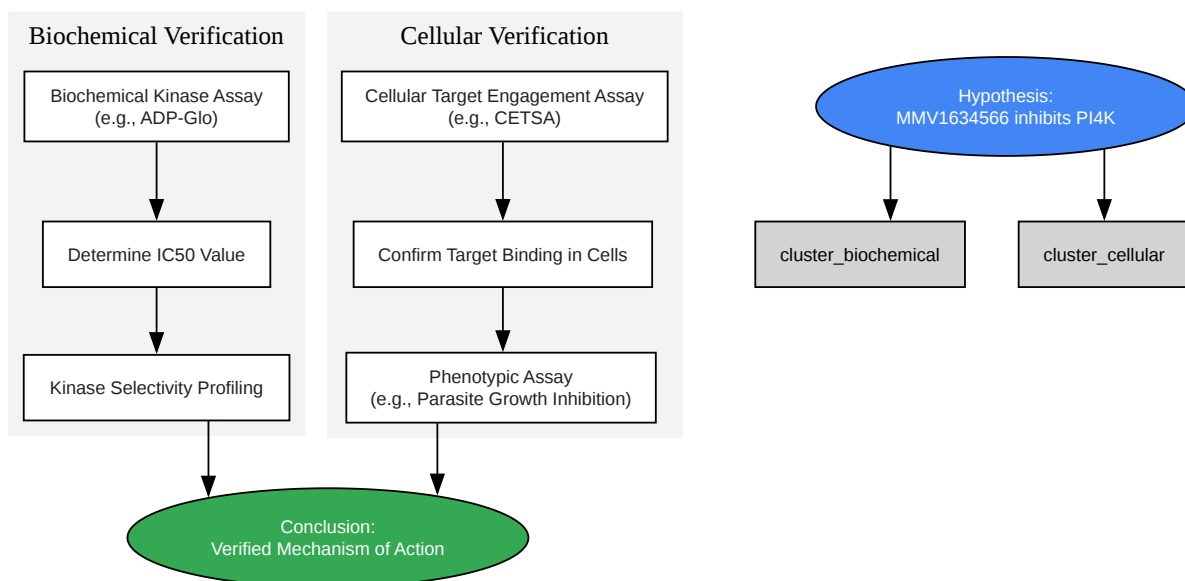 Biochemical Verification
Biochemical Kinase Assay
(e.g., ADP-Glo)
Determine IC50 Value
Kinase Selectivity Profiling
Cellular Verification
Cellular Target Engagement Assay
(e.g., CETSA)
Confirm Target Binding in Cells
Phenotypic Assay
(e.g., Parasite Growth Inhibition)
Conclusion:
Verified Mechanism of Action
Hypothesis:
MMV1634566 inhibits PI4K
cluster_biochemical
cluster_cellular